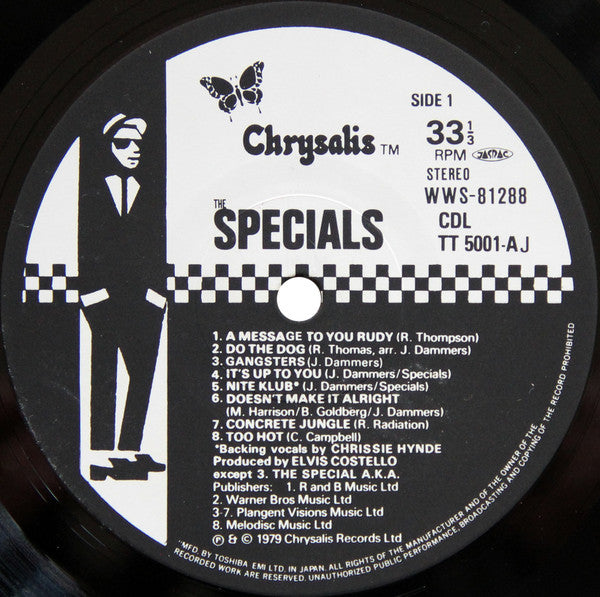 Chrysalis TM
SIDE 1
33 1/3
RPM JASRAC
STEREO
WWS-81288
CDL
TT 5001-AJ
THE
SPECIALS
1. A MESSAGE TO YOU RUDY (R. Thompson)
2. DO THE DOG (R. Thomas, arr. J. Dammers)
3. GANGSTERS (J. Dammers)
4. IT'S UP TO YOU (J. Dammers/Specials)
5. NITE KLUB* (J. Dammers/Specials)
6. DOESN'T MAKE IT ALRIGHT
(M. Harrison/B. Goldberg/J. Dammers)
7. CONCRETE JUNGLE (R. Radiation)
8. TOO HOT (C. Campbell)
*Backing vocals by CHRISSIE HYNDE
Produced by ELVIS COSTELLO
except 3. THE SPECIAL A.K.A.
Publishers: 1. R and B Music Ltd
2. Warner Bros Music Ltd
3-7. Plangent Visions Music Ltd
8. Melodisc Music Ltd
℗ & © 1979 Chrysalis Records Ltd
"MFD. BY TOSHIBA EMI LTD. IN JAPAN. ALL RIGHTS OF THE MANUFACTURER AND OF THE OWNER OF THE
RECORDED WORK ARE RESERVED. UNAUTHORIZED PUBLIC PERFORMANCE, BROADCASTING AND COPYING OF THE RECORD PROHIBITED